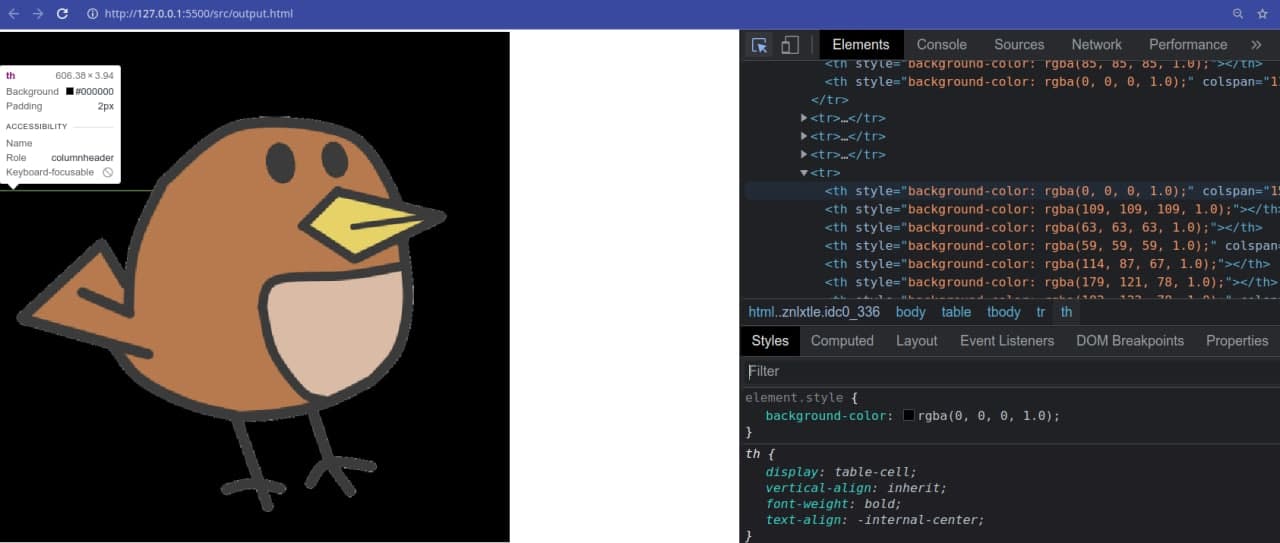 http://127.0.0.1:5500/src/output.html
th 606.38 × 3.94
Background #000000
Padding 2px
ACCESSIBILITY
Name
Role columnheader
Keyboard-focusable
Elements Console Sources Network Performance »
<th style="background-color: rgba(85, 85, 85, 1.0);"></th>
<th style="background-color: rgba(0, 0, 0, 1.0);" colspan="1
</tr>
<tr>…</tr>
<tr>…</tr>
<tr>…</tr>
<tr>
<th style="background-color: rgba(0, 0, 0, 1.0);" colspan="15
<th style="background-color: rgba(109, 109, 109, 1.0);"></th>
<th style="background-color: rgba(63, 63, 63, 1.0);"></th>
<th style="background-color: rgba(59, 59, 59, 1.0);" colspan
<th style="background-color: rgba(114, 87, 67, 1.0);"></th>
<th style="background-color: rgba(179, 121, 78, 1.0);"></th>
html..znlxtle.idc0_336 body table tbody tr th
Styles Computed Layout Event Listeners DOM Breakpoints Properties
Filter
element.style {
background-color: rgba(0, 0, 0, 1.0);
}
th {
display: table-cell;
vertical-align: inherit;
font-weight: bold;
text-align: -internal-center;
}